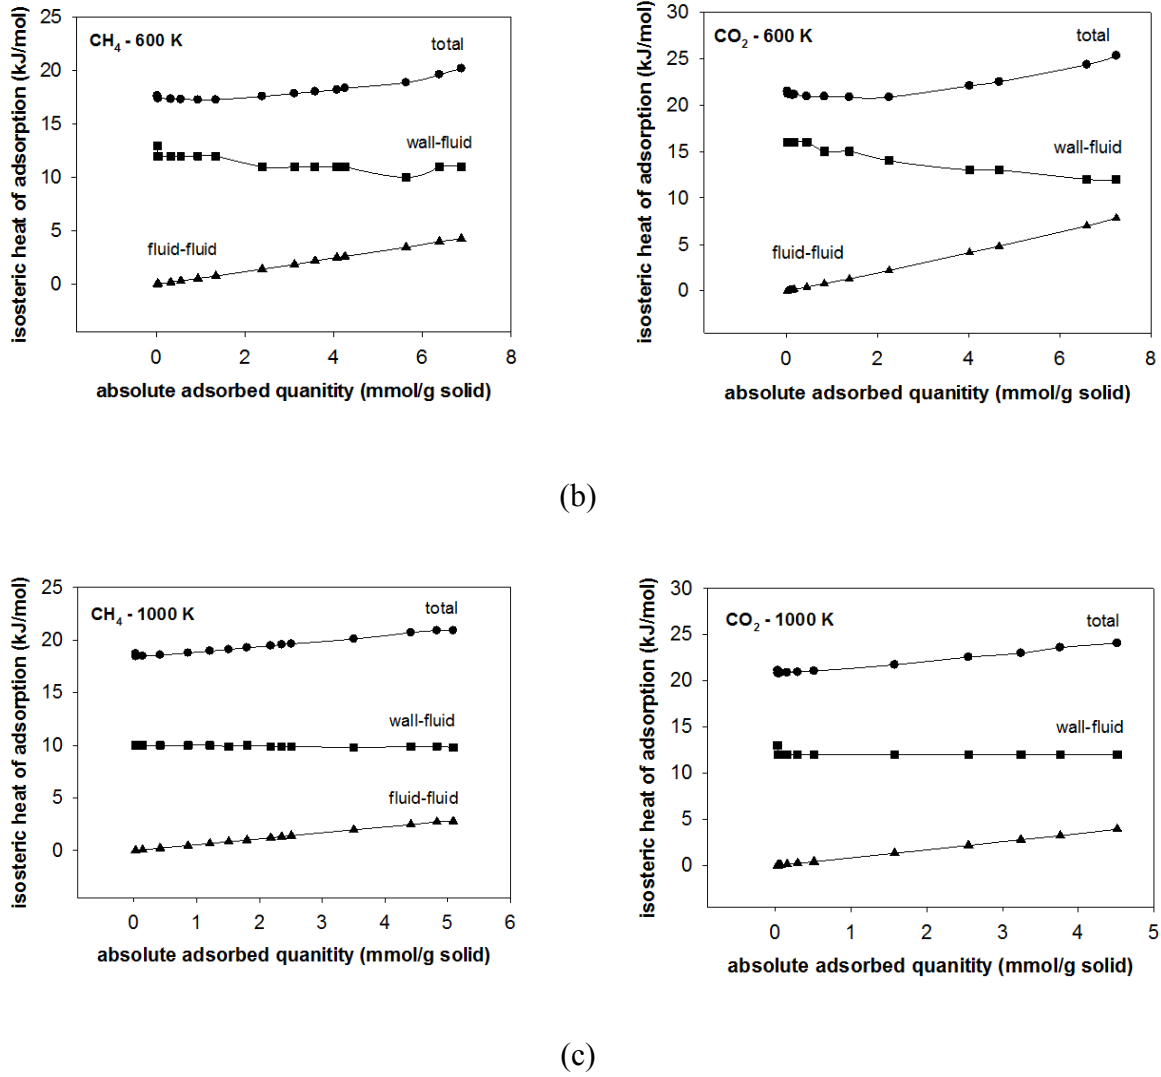 isosteric heat of adsorption (kJ/mol)
25
20
15
10
5
0
CH4 - 600 K
total
wall-fluid
fluid-fluid
0 2 4 6 8
absolute adsorbed quanitity (mmol/g solid)
isosteric heat of adsorption (kJ/mol)
30
25
20
15
10
5
0
CO2 - 600 K
total
wall-fluid
fluid-fluid
0 2 4 6 8
absolute adsorbed quanitity (mmol/g solid)
(b)
isosteric heat of adsorption (kJ/mol)
25
20
15
10
5
0
CH4 - 1000 K
total
wall-fluid
fluid-fluid
0 1 2 3 4 5 6
absolute adsorbed quanitity (mmol/g solid)
isosteric heat of adsorption (kJ/mol)
30
25
20
15
10
5
0
CO2 - 1000 K
total
wall-fluid
fluid-fluid
0 1 2 3 4 5
absolute adsorbed quanitity (mmol/g solid)
(c)